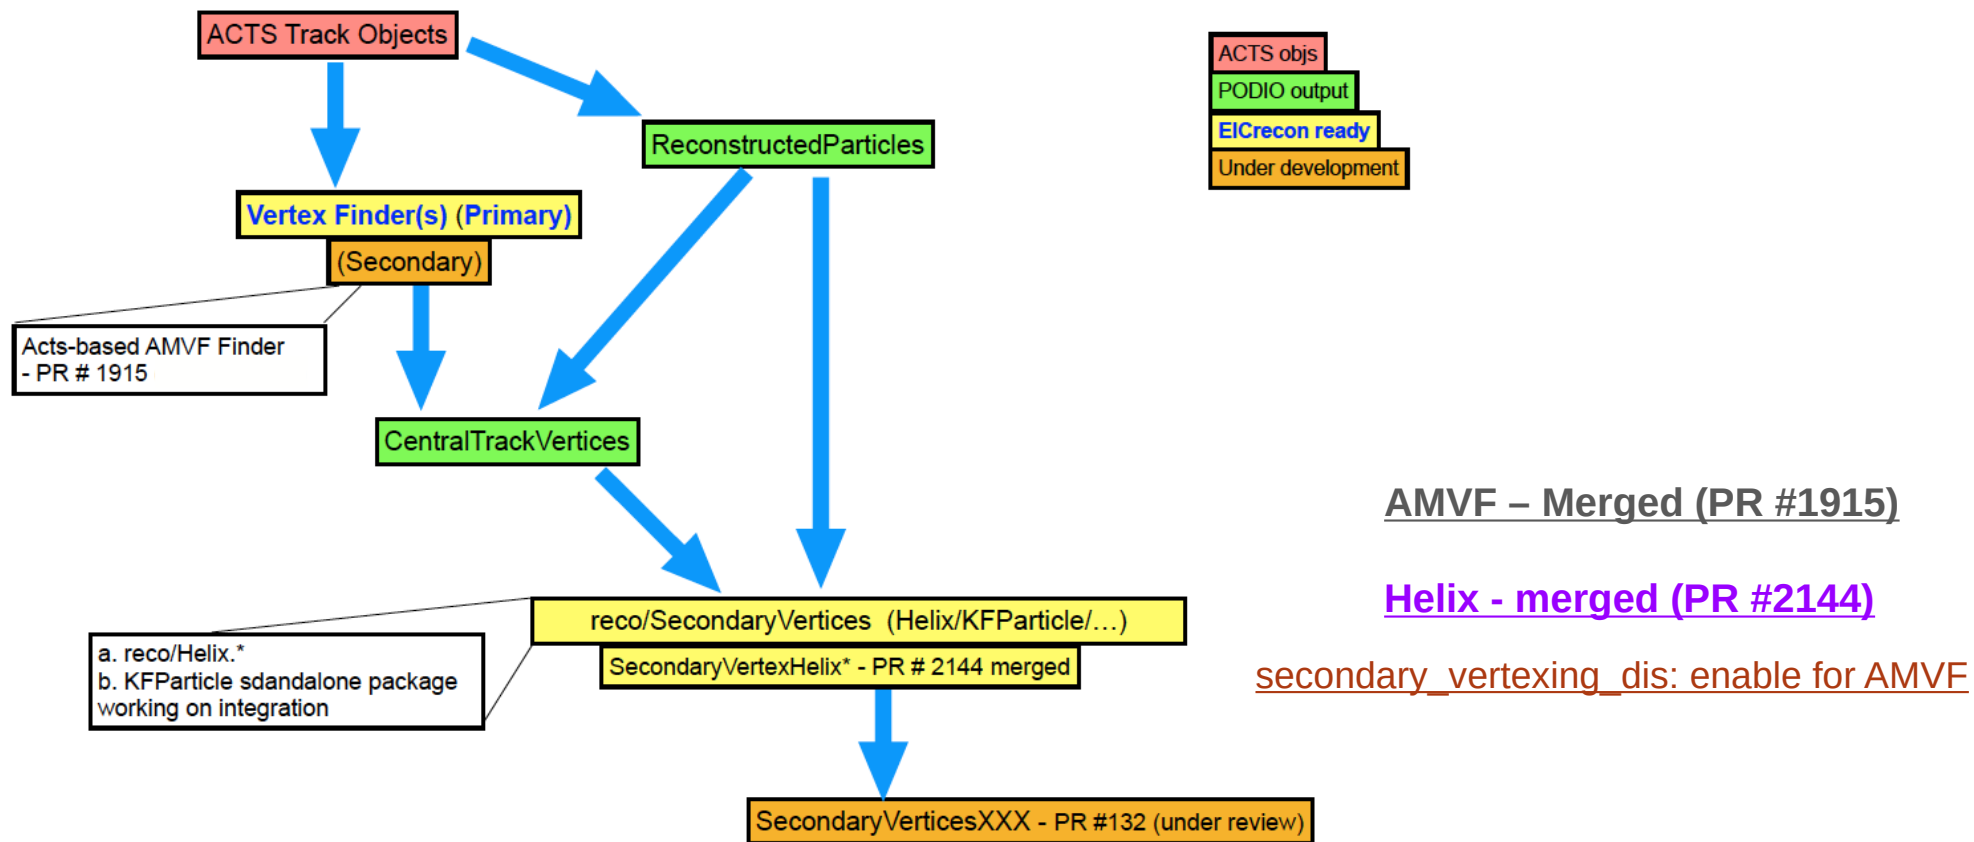 ACTS Track Objects
ACTS objs
PODIO output
EICrecon ready
Under development
ReconstructedParticles
Vertex Finder(s) (Primary)
(Secondary)
Acts-based AMVF Finder
- PR # 1915
CentralTrackVertices
AMVF – Merged (PR #1915)
Helix - merged (PR #2144)
secondary_vertexing_dis: enable for AMVF
reco/SecondaryVertices (Helix/KFParticle/…)
SecondaryVertexHelix* - PR # 2144 merged
a. reco/Helix.*
b. KFParticle sdandalone package
working on integration
SecondaryVerticesXXX - PR #132 (under review)